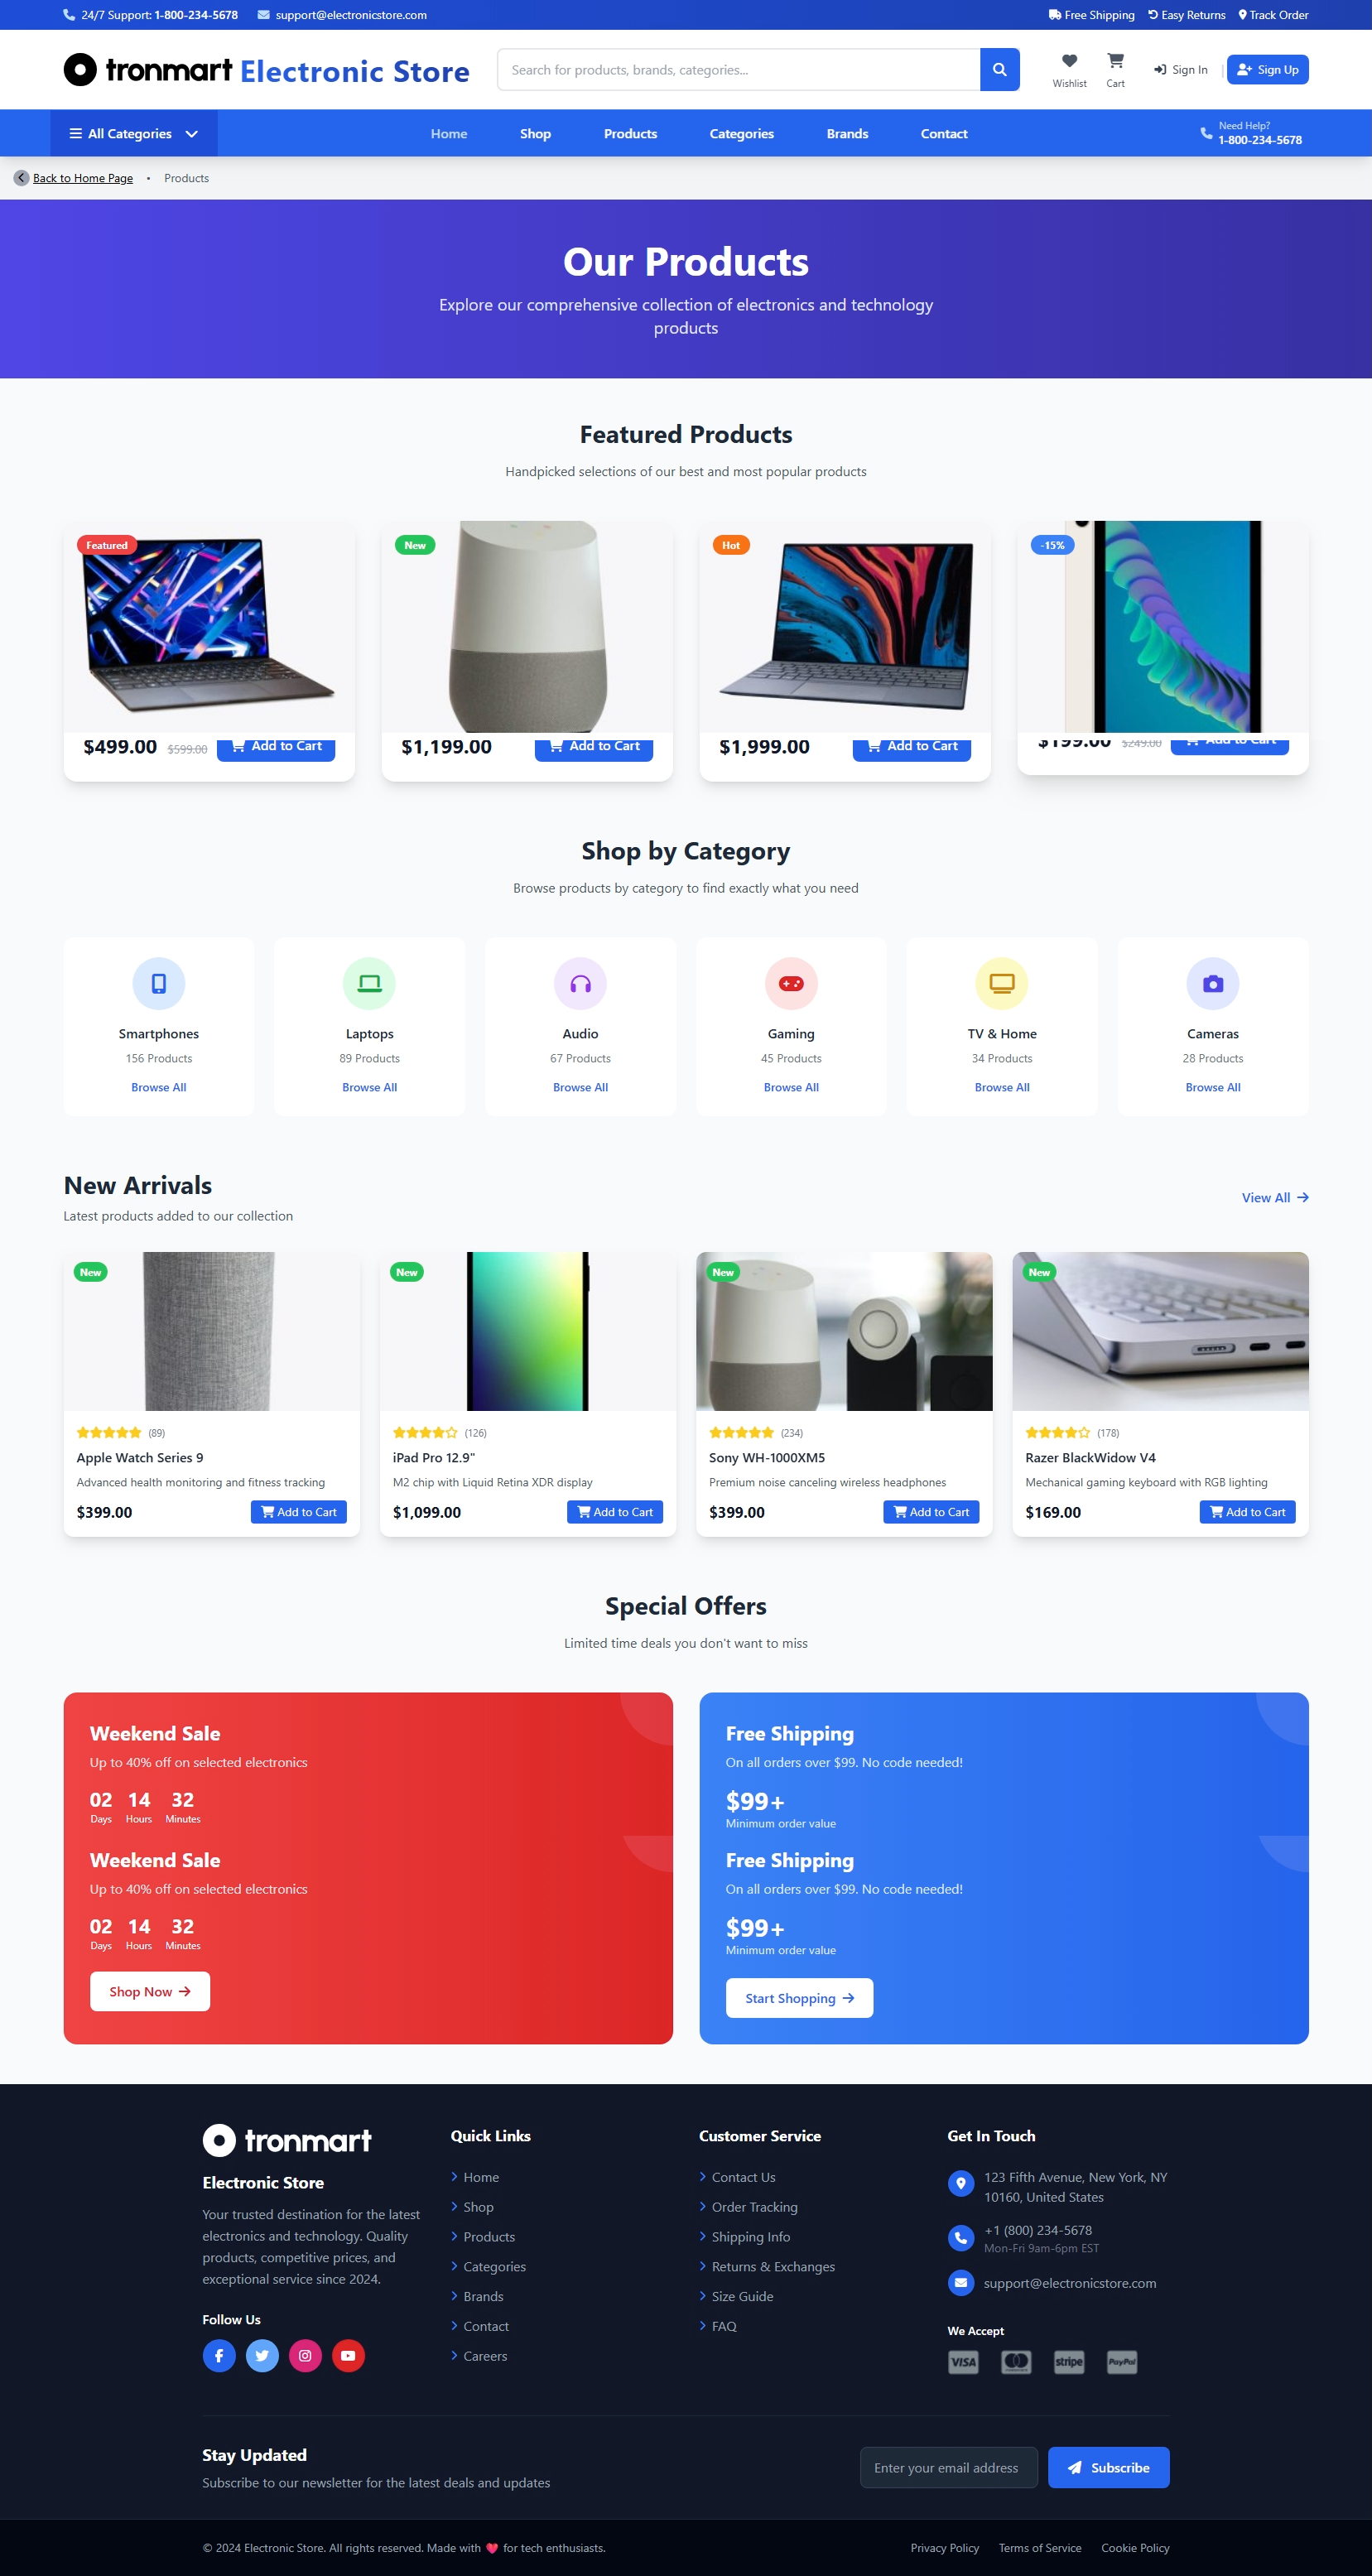 24/7 Support: 1-800-234-5678 support@electronicstore.com Free Shipping Easy Returns Track Order
tronmart Electronic Store Search for products, brands, categories... Wishlist Cart Sign In | Sign Up
All Categories Home Shop Products Categories Brands Contact Need Help?
1-800-234-5678
Back to Home Page • Products
Our Products
Explore our comprehensive collection of electronics and technology
products
Featured Products
Handpicked selections of our best and most popular products
Featured New Hot -15%
$499.00 $599.00 Add to Cart $1,199.00 Add to Cart $1,999.00 Add to Cart $199.00 $249.00 Add to Cart
Shop by Category
Browse products by category to find exactly what you need
Smartphones Laptops Audio Gaming TV & Home Cameras
156 Products 89 Products 67 Products 45 Products 34 Products 28 Products
Browse All Browse All Browse All Browse All Browse All Browse All
New Arrivals
View All
Latest products added to our collection
New New New New
(89) (126) (234) (178)
Apple Watch Series 9 iPad Pro 12.9" Sony WH-1000XM5 Razer BlackWidow V4
Advanced health monitoring and fitness tracking M2 chip with Liquid Retina XDR display Premium noise canceling wireless headphones Mechanical gaming keyboard with RGB lighting
$399.00 Add to Cart $1,099.00 Add to Cart $399.00 Add to Cart $169.00 Add to Cart
Special Offers
Limited time deals you don't want to miss
Weekend Sale
Up to 40% off on selected electronics
02 14 32
Days Hours Minutes
Weekend Sale
Up to 40% off on selected electronics
02 14 32
Days Hours Minutes
Shop Now
Free Shipping
On all orders over $99. No code needed!
$99+
Minimum order value
Free Shipping
On all orders over $99. No code needed!
$99+
Minimum order value
Start Shopping
tronmart
Electronic Store
Your trusted destination for the latest
electronics and technology. Quality
products, competitive prices, and
exceptional service since 2024.
Follow Us
Quick Links
Home
Shop
Products
Categories
Brands
Contact
Careers
Customer Service
Contact Us
Order Tracking
Shipping Info
Returns & Exchanges
Size Guide
FAQ
Get In Touch
123 Fifth Avenue, New York, NY
10160, United States
+1 (800) 234-5678
Mon-Fri 9am-6pm EST
support@electronicstore.com
We Accept
VISA stripe PayPal
Stay Updated
Subscribe to our newsletter for the latest deals and updates
Enter your email address Subscribe
© 2024 Electronic Store. All rights reserved. Made with ❤️ for tech enthusiasts. Privacy Policy Terms of Service Cookie Policy